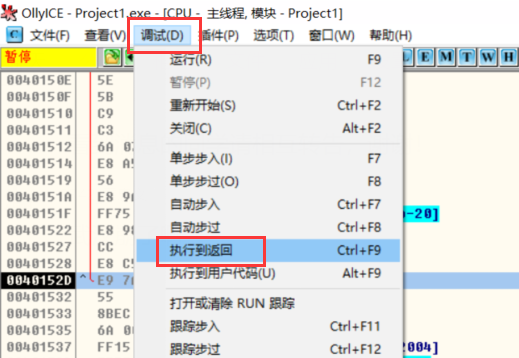 OllyICE - Project1.exe - [CPU - 主线程, 模块 - Project1]
C 文件(F) 查看(V) 调试(D) 插件(P) 选项(T) 窗口(W) 帮助(H)
暂停 L E M T W H
运行(R) F9
暂停(P) F12
重新开始(S) Ctrl+F2
关闭(C) Alt+F2
单步步入(I) F7
单步步过(O) F8
自动步入 Ctrl+F7
自动步过 Ctrl+F8
执行到返回 Ctrl+F9
执行到用户代码(U) Alt+F9
打开或清除 RUN 跟踪
跟踪步入 Ctrl+F11
跟踪步过 Ctrl+F12
0040150E 5E
0040150F 5B
00401510 C9
00401511 C3
00401512 6A
00401514 E8
00401519 56
0040151A E8
0040151F FF75 -20]
00401522 E8
00401527 CC
00401528 E8
0040152D ^ E9
00401532 55
00401533 8BEC
00401535 6A
00401537 FF15 2004]